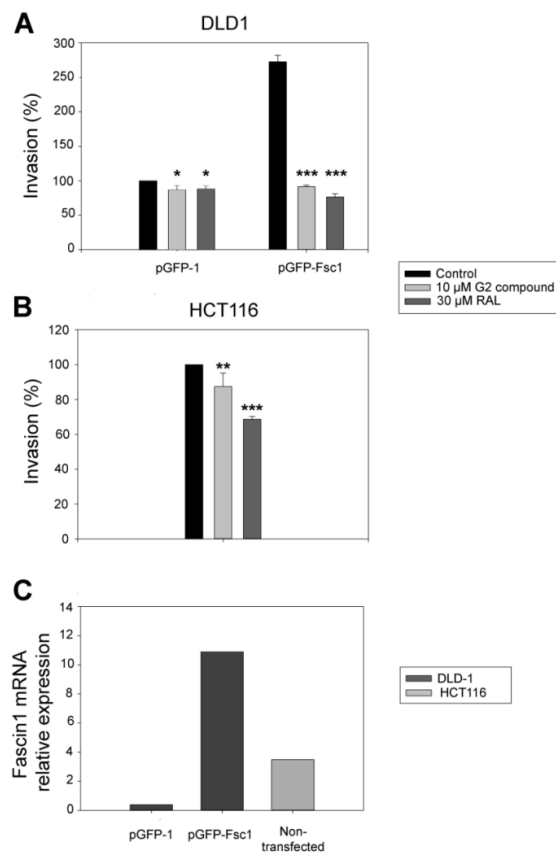 A
DLD1
300
250
200
150
100
50
0
Invasion (%)
*
*
***
***
pGFP-1
pGFP-Fsc1
Control
10 µM G2 compound
30 µM RAL
B
HCT116
120
100
80
60
40
20
0
Invasion (%)
**
***
C
14
12
10
8
6
4
2
0
Fascin1 mRNA
relative expression
pGFP-1
pGFP-Fsc1
Non-
transfected
DLD-1
HCT116